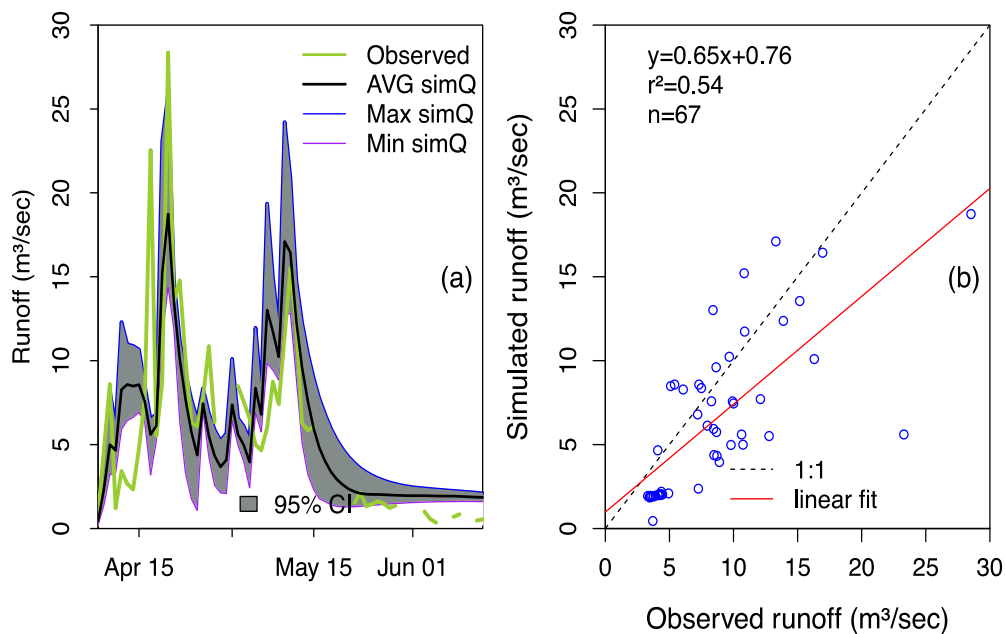 30
25
20
15
10
5
0
Runoff (m³/sec)
Observed
AVG simQ
Max simQ
Min simQ
(a)
95% CI
Apr 15
May 15
Jun 01
30
25
20
15
10
5
0
Simulated runoff (m³/sec)
y=0.65x+0.76
r²=0.54
n=67
(b)
1:1
linear fit
0 5 10 15 20 25 30
Observed runoff (m³/sec)